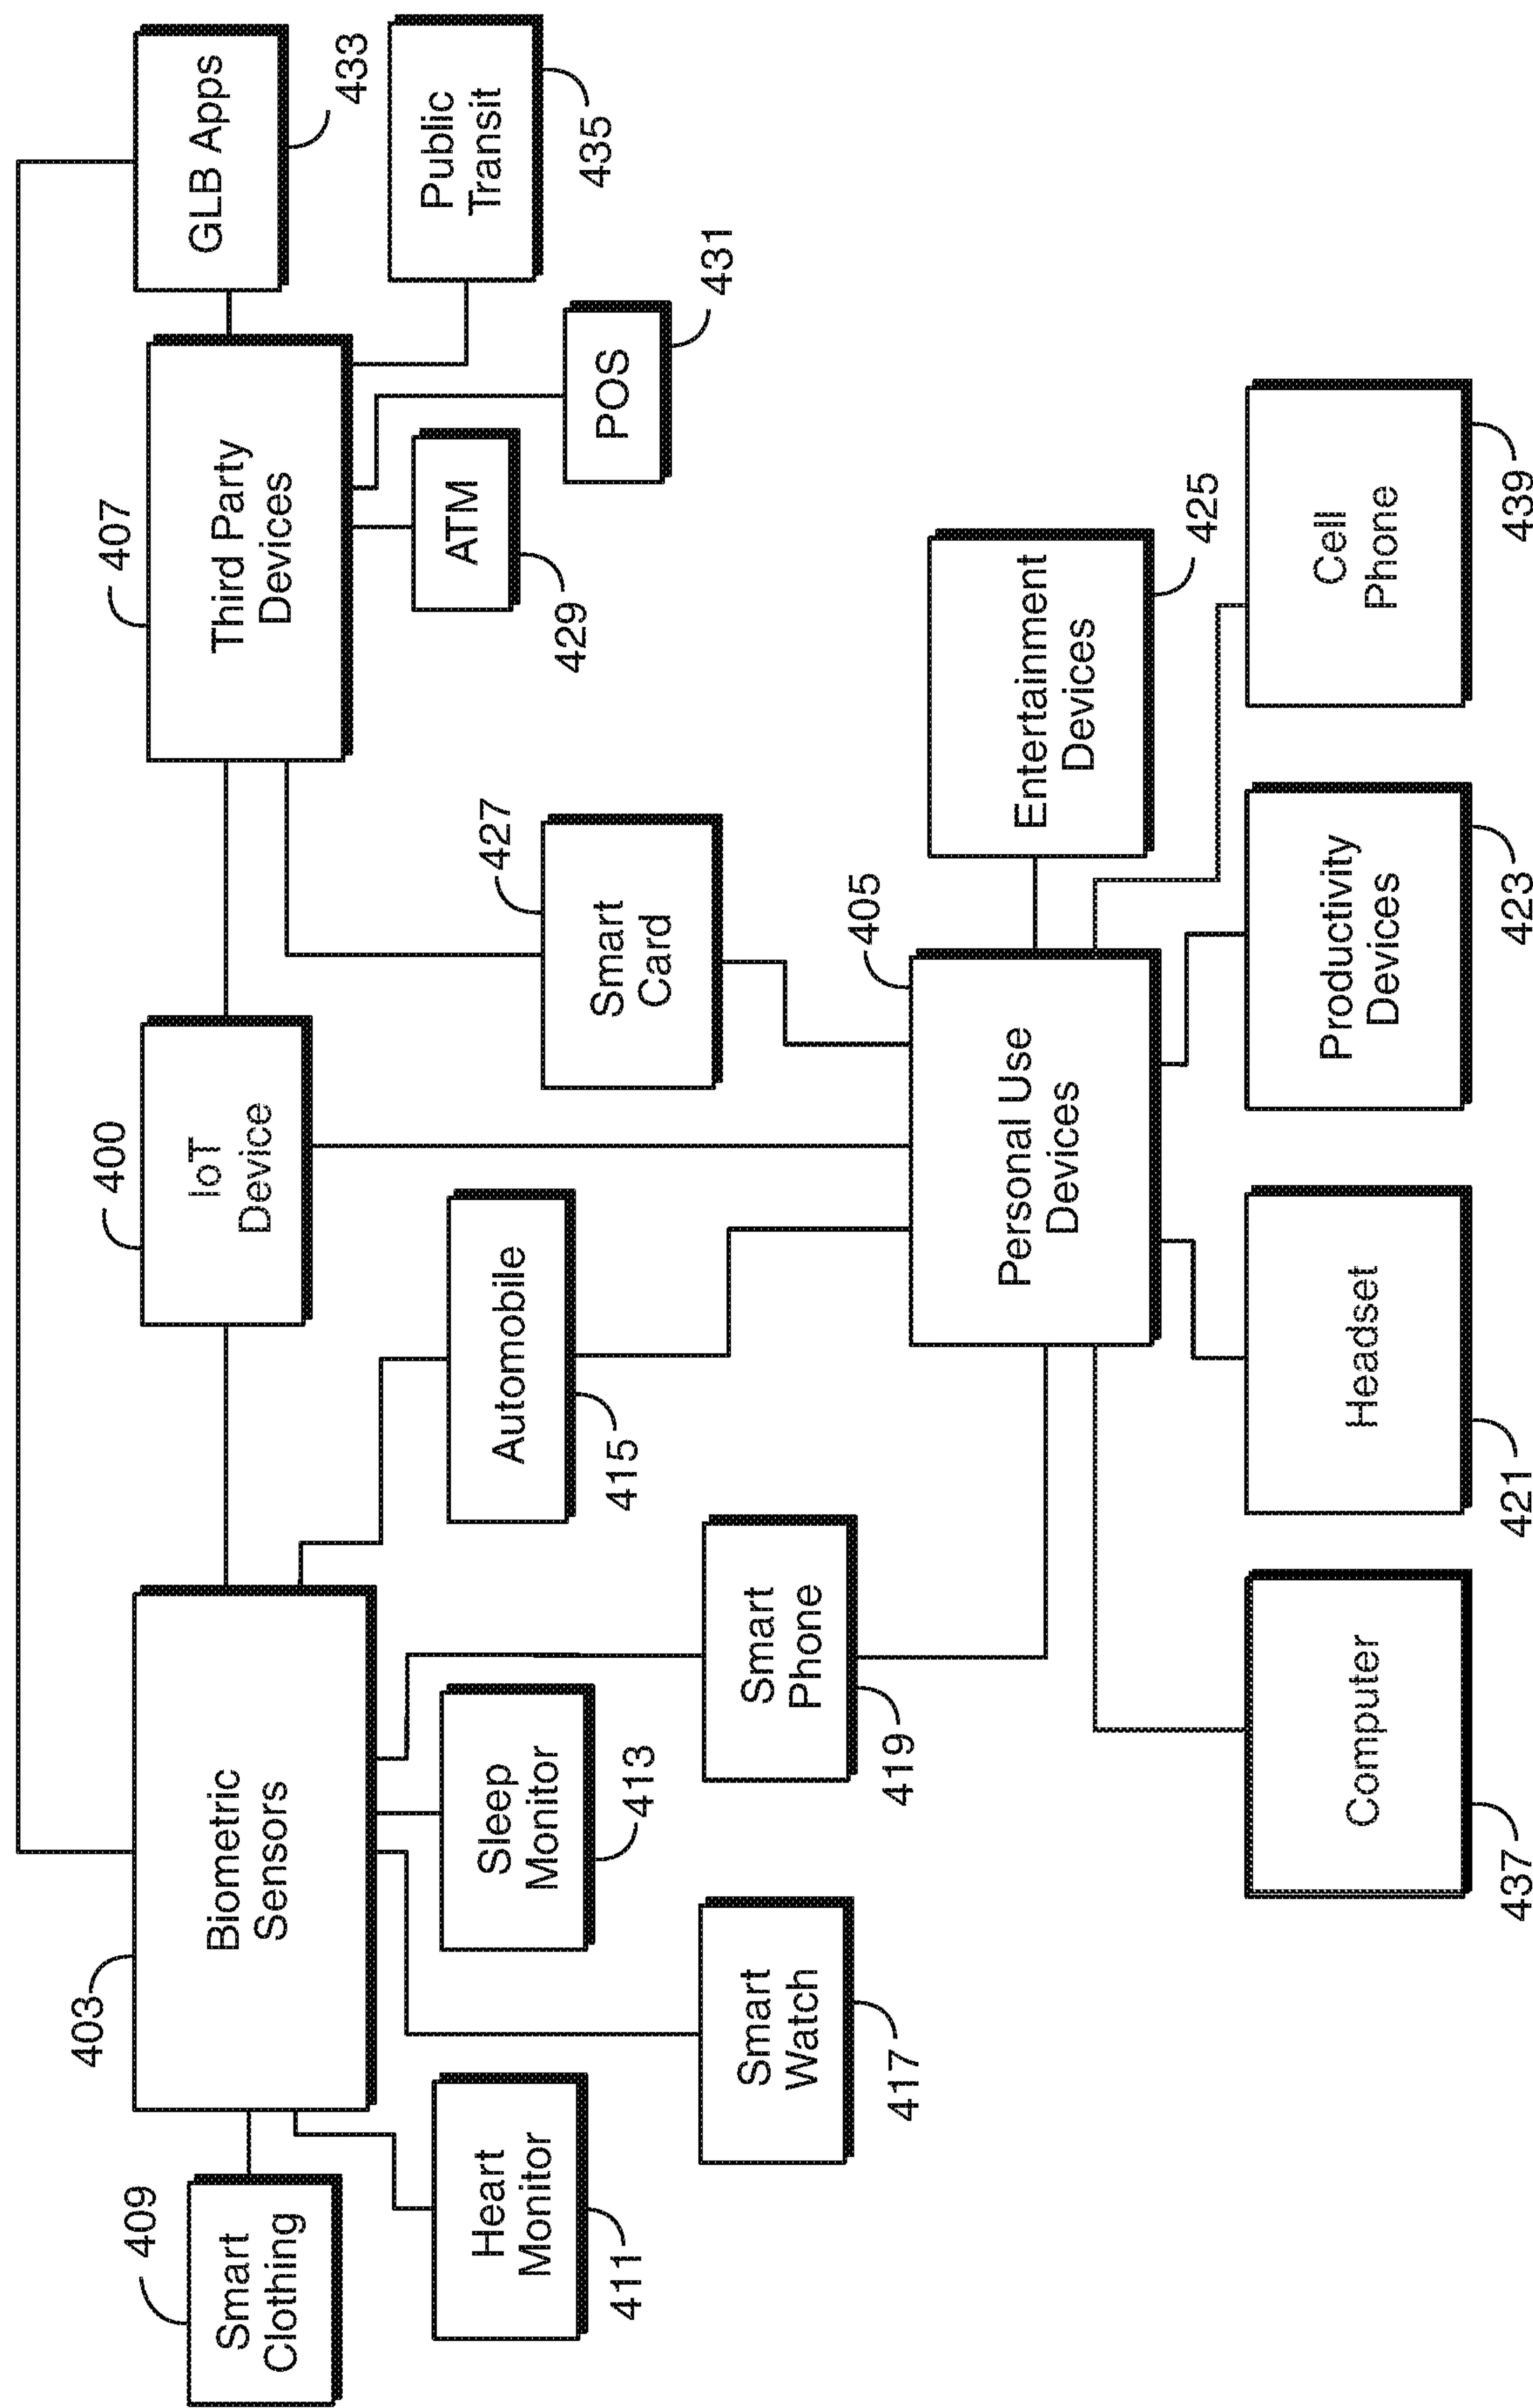 403
Biometric
Sensors
400
IoT
Device
407
Third Party
Devices
GLB Apps
433
409
Smart
Clothing
Heart
Monitor
411
Sleep
Monitor
413
Automobile
415
ATM
429
Public
Transit
435
427
Smart
Card
POS
431
Smart
Watch
417
Smart
Phone
419
405
Personal Use
Devices
Entertainment
Devices
425
Computer
437
Headset
421
Productivity
Devices
423
Cell
Phone
439